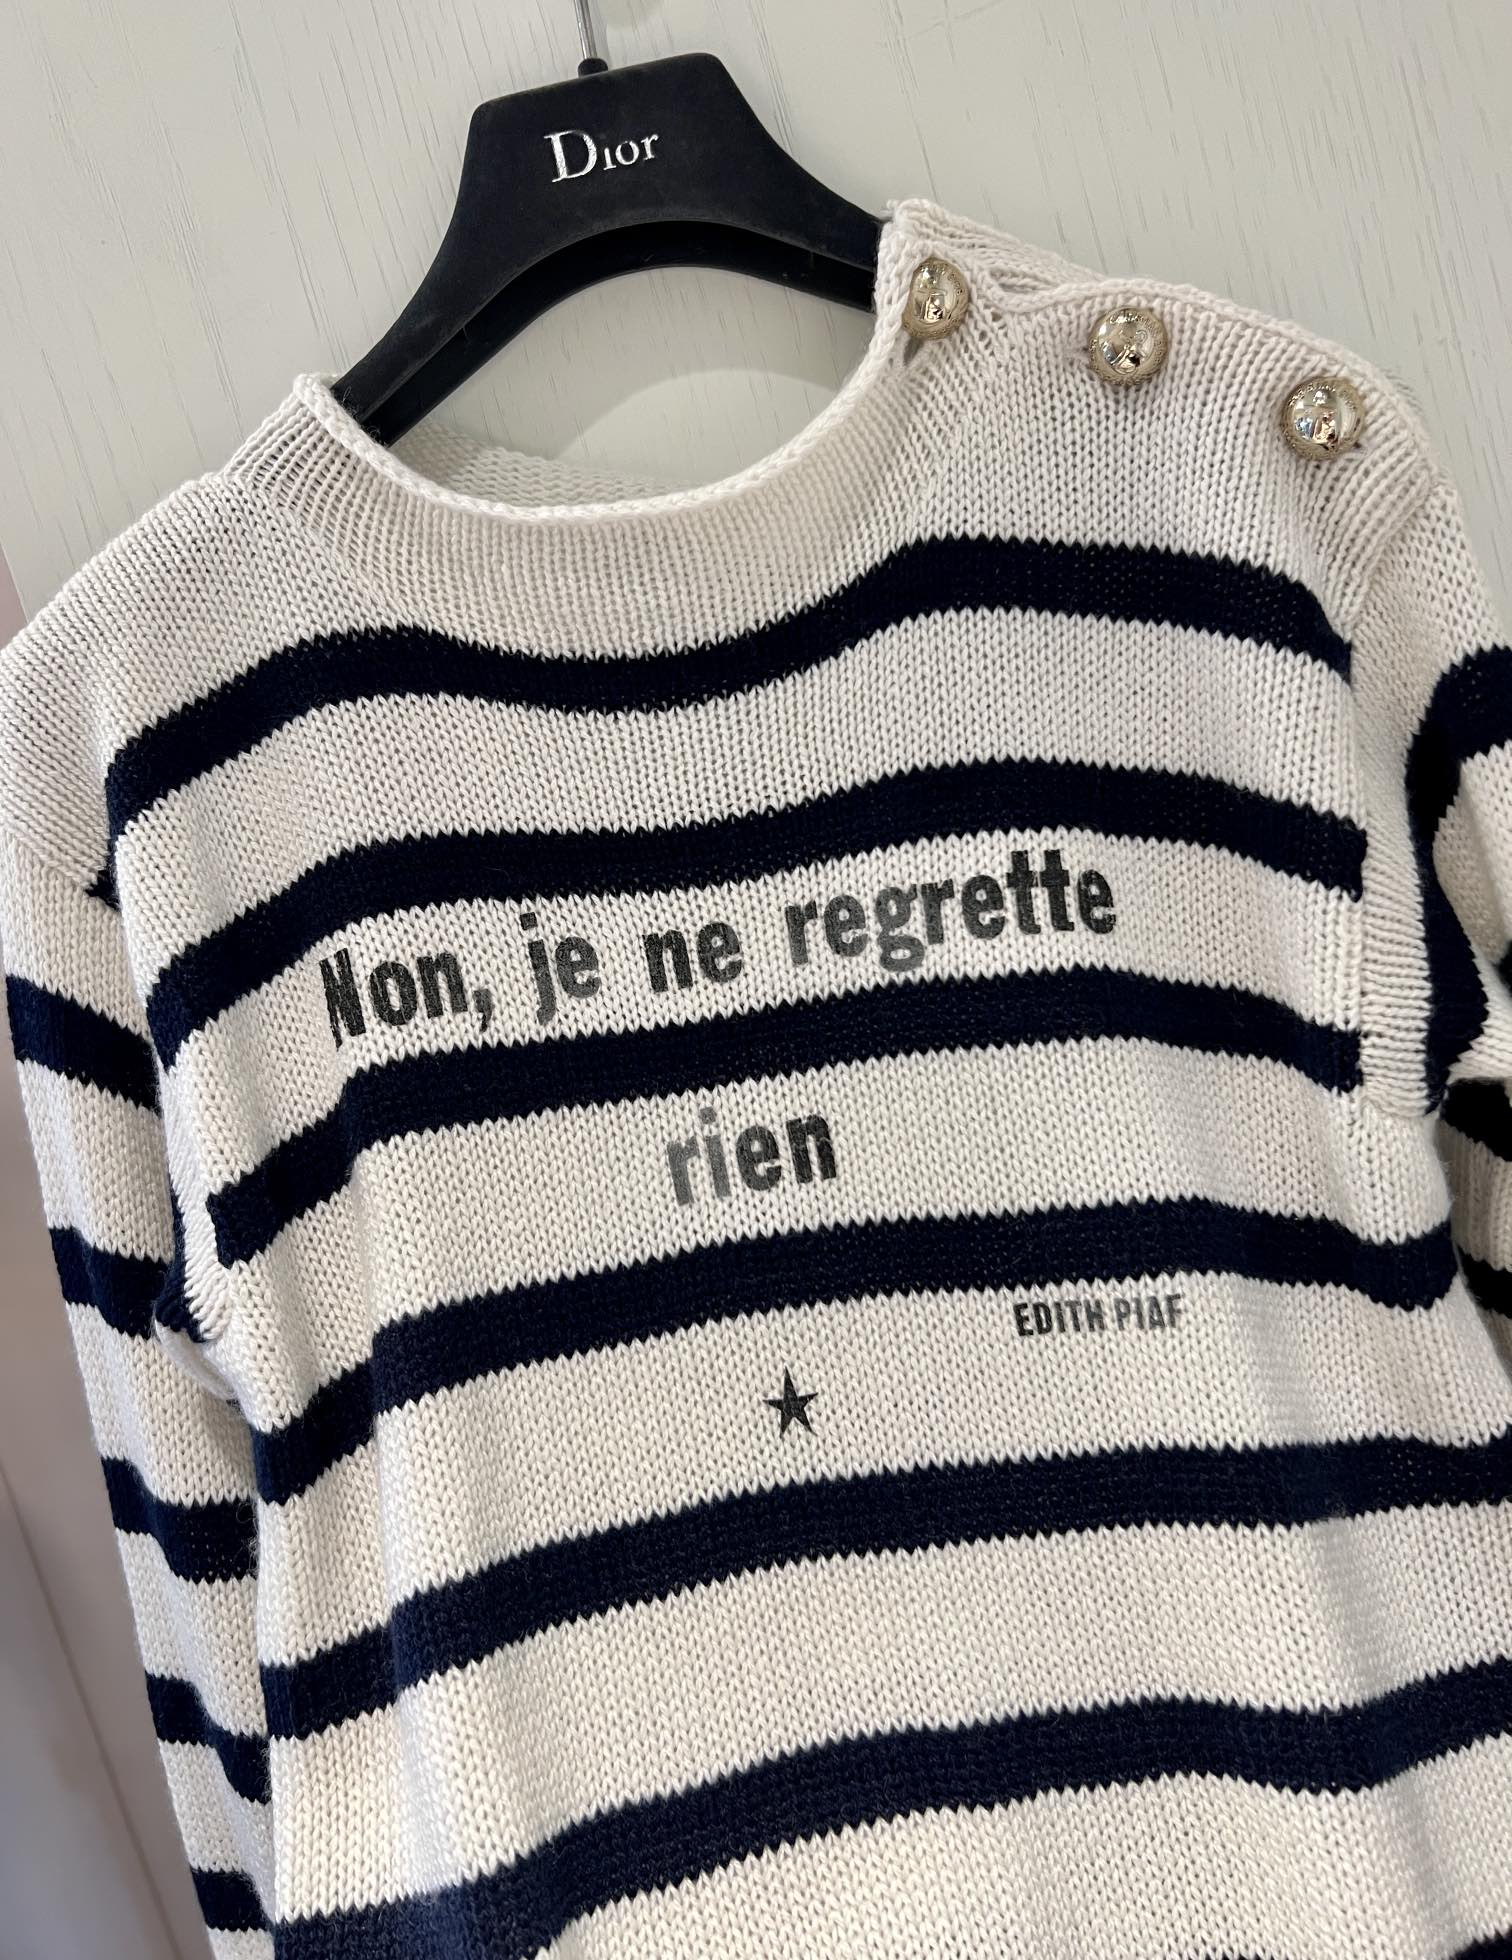 Dior
Non, je ne regrette
rien
EDITH PIAF